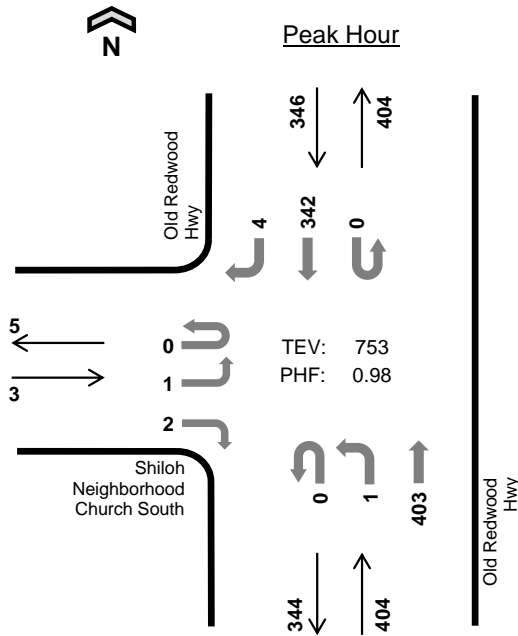 N
Peak Hour
346
404
Old Redwood
Hwy
4
342
0
5
0
TEV: 753
3
1
PHF: 0.98
2
Shiloh
Neighborhood
Church South
0
1
403
Old Redwood
Hwy
344
404